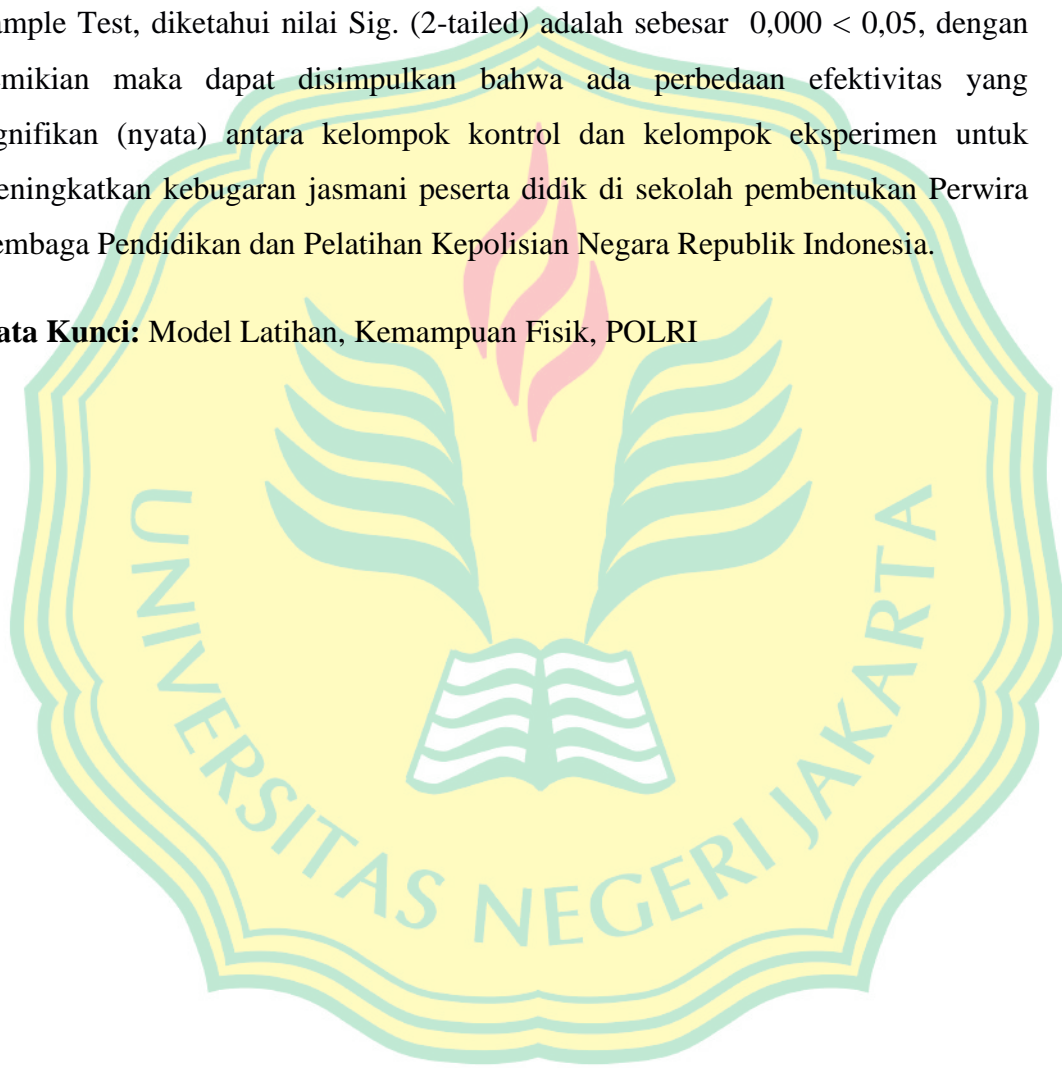 ample Test, diketahui nilai Sig. (2-tailed) adalah sebesar 0,000 < 0,05, dengan
mikian maka dapat disimpulkan bahwa ada perbedaan efektivitas yang
gnifikan (nyata) antara kelompok kontrol dan kelompok eksperimen untuk
eningkatkan kebugaran jasmani peserta didik di sekolah pembentukan Perwira
embaga Pendidikan dan Pelatihan Kepolisian Negara Republik Indonesia.
ata Kunci: Model Latihan, Kemampuan Fisik, POLRI
UNIVERSITAS NEGERI JAKARTA